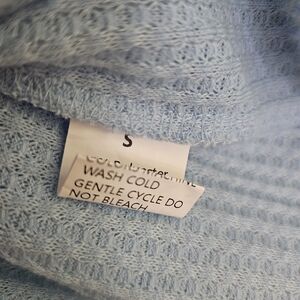 S
WASH COLD
GENTLE CYCLE DO
NOT BLEACH